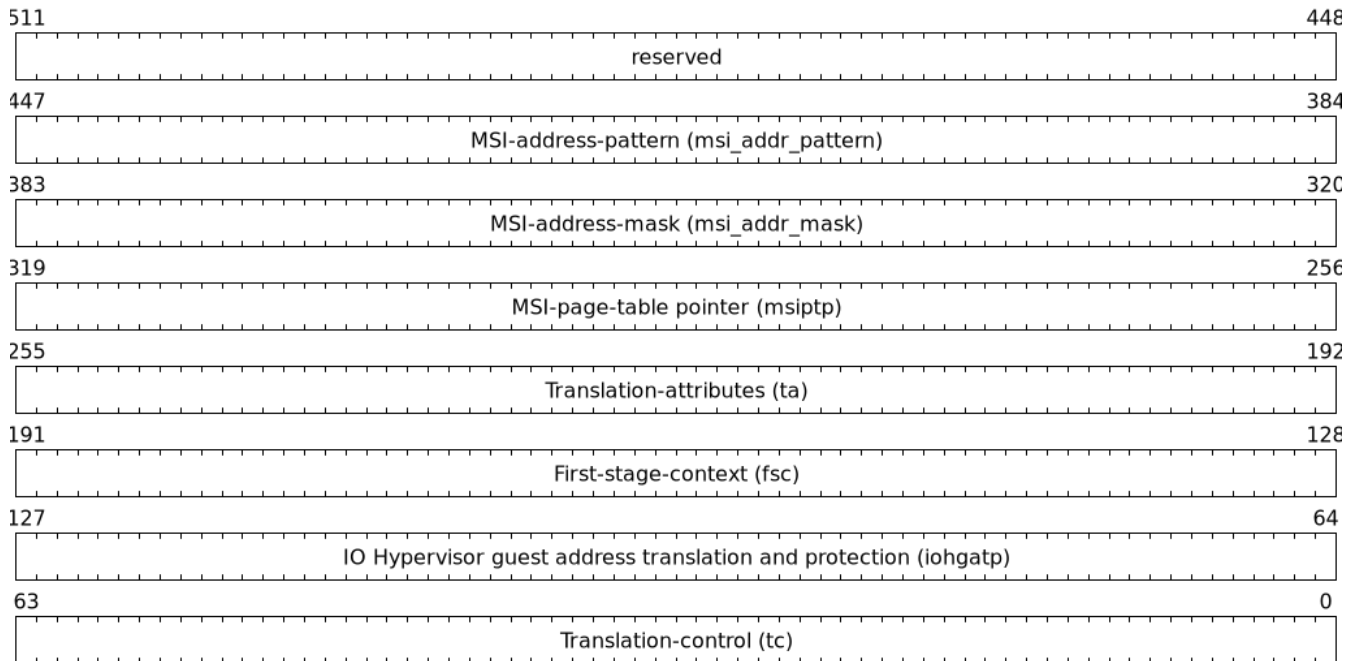 511 448
reserved
447 384
MSI-address-pattern (msi_addr_pattern)
383 320
MSI-address-mask (msi_addr_mask)
319 256
MSI-page-table pointer (msiptp)
255 192
Translation-attributes (ta)
191 128
First-stage-context (fsc)
127 64
IO Hypervisor guest address translation and protection (iohgatp)
63 0
Translation-control (tc)